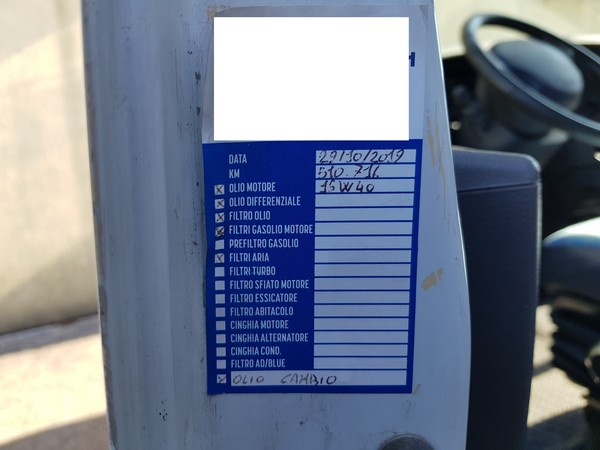 DATA 29/10/2019
KM 510.716
OLIO MOTORE 15W40
OLIO DIFFERENZIALE
FILTRO OLIO
FILTRI GASOLIO MOTORE
PREFILTRO GASOLIO
FILTRI ARIA
FILTRI TURBO
FILTRO SFIATO MOTORE
FILTRO ESSICATORE
FILTRO ABITACOLO
CINGHIA MOTORE
CINGHIA ALTERNATORE
CINGHIA COND.
FILTRO AD/BLUE
OLIO CAMBIO